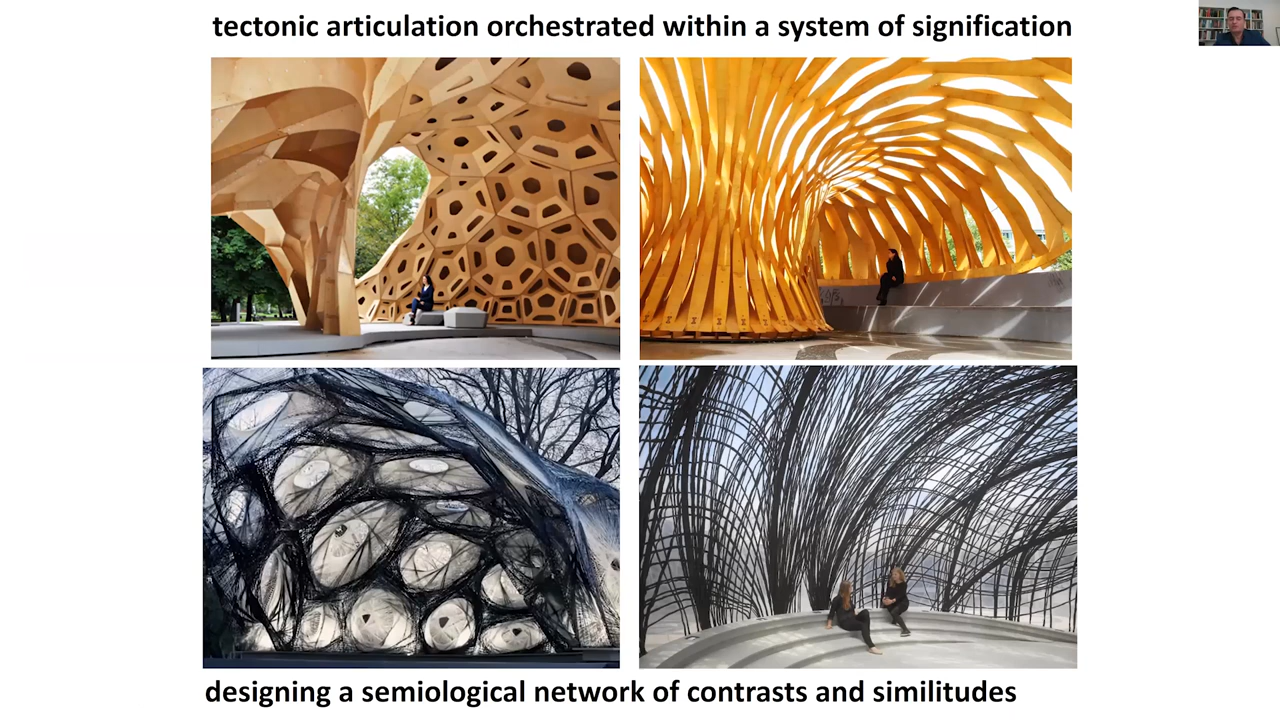 tectonic articulation orchestrated within a system of signification
designing a semiological network of contrasts and similitudes